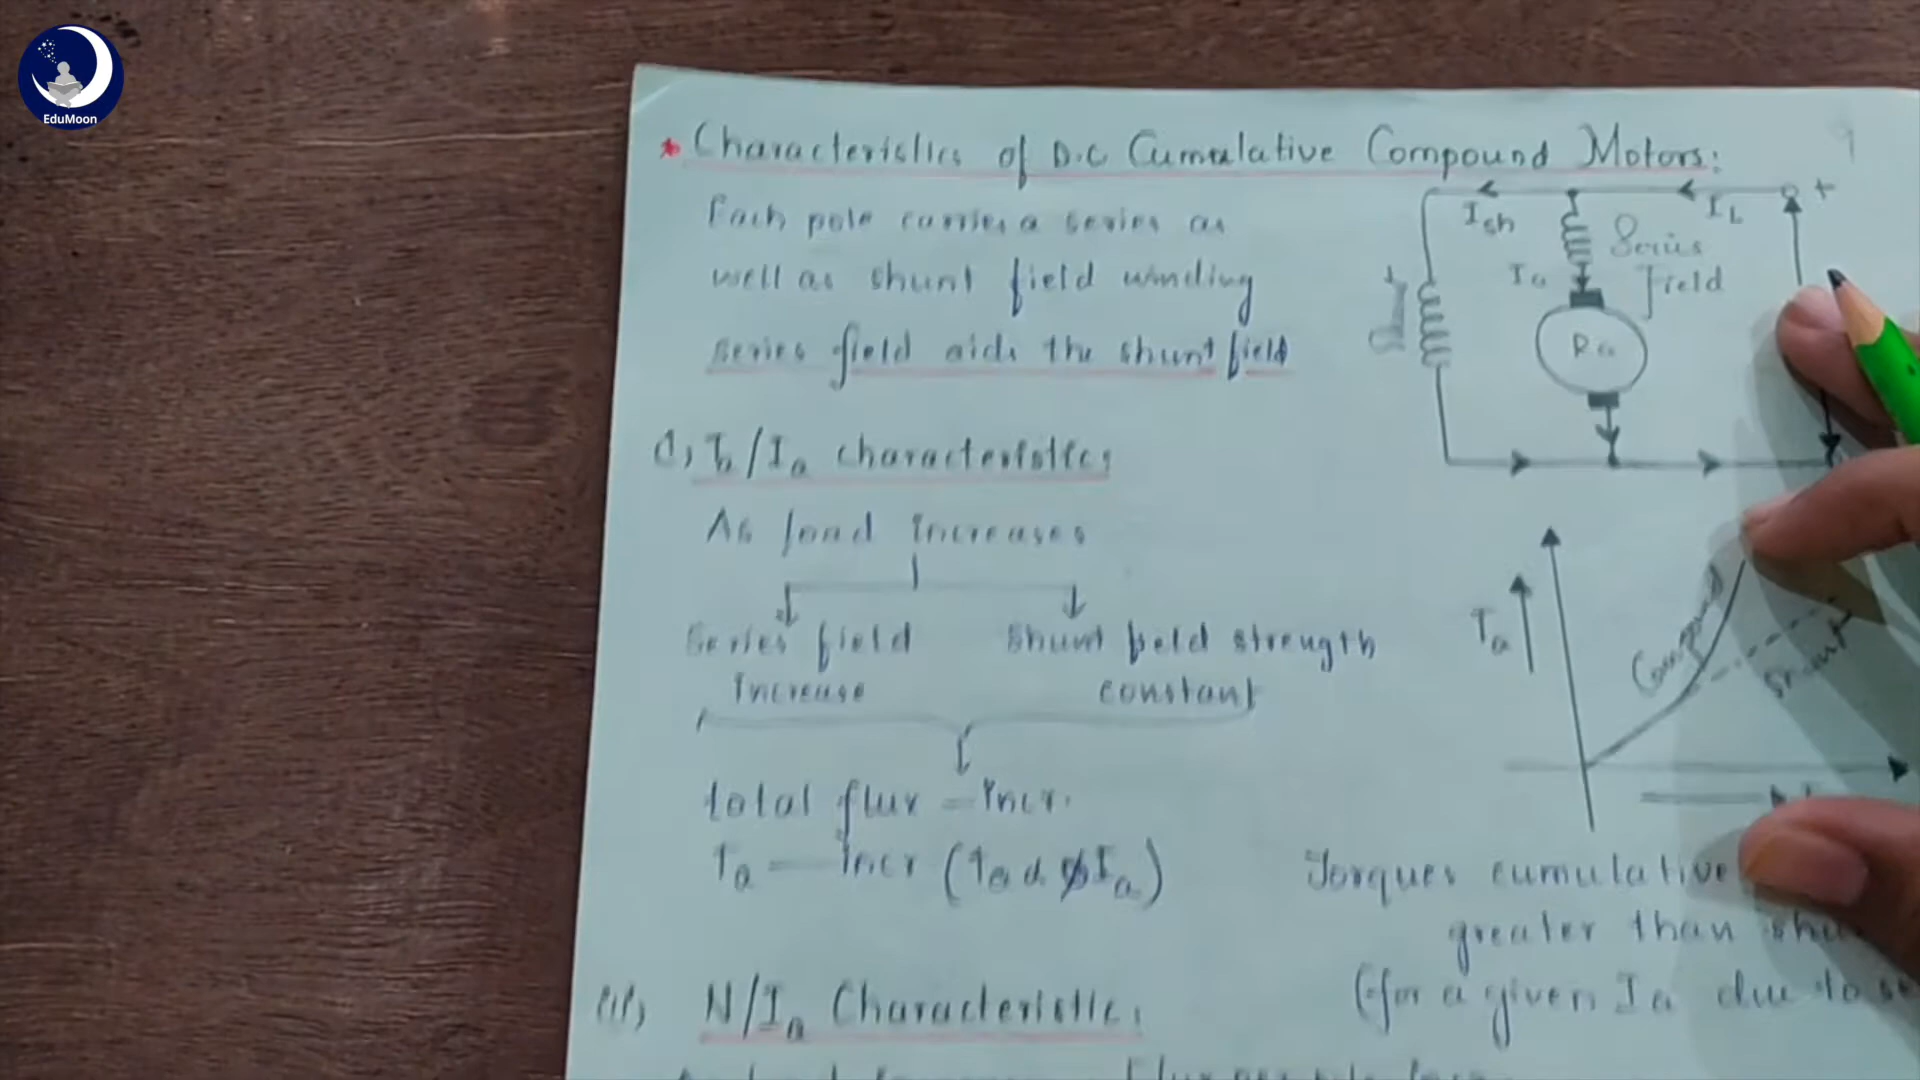 EduMoon
* Characteristics of D.C Cumulative Compound Motors:
Each pole carries a series as
well as shunt field winding
series field aids the shunt field
Ish
IL
+
Series
field
Ia
Ra
(i) Ta/Ia characteristics
As load increases
Series field
increase
Shunt field strength
constant
total flux — incr.
Ta — incr (Ta α ϕIa)
Ta
Compound
Shunt
Torques cumulative
greater than
(for a given Ia due to
(ii) N/Ia Characteristic: